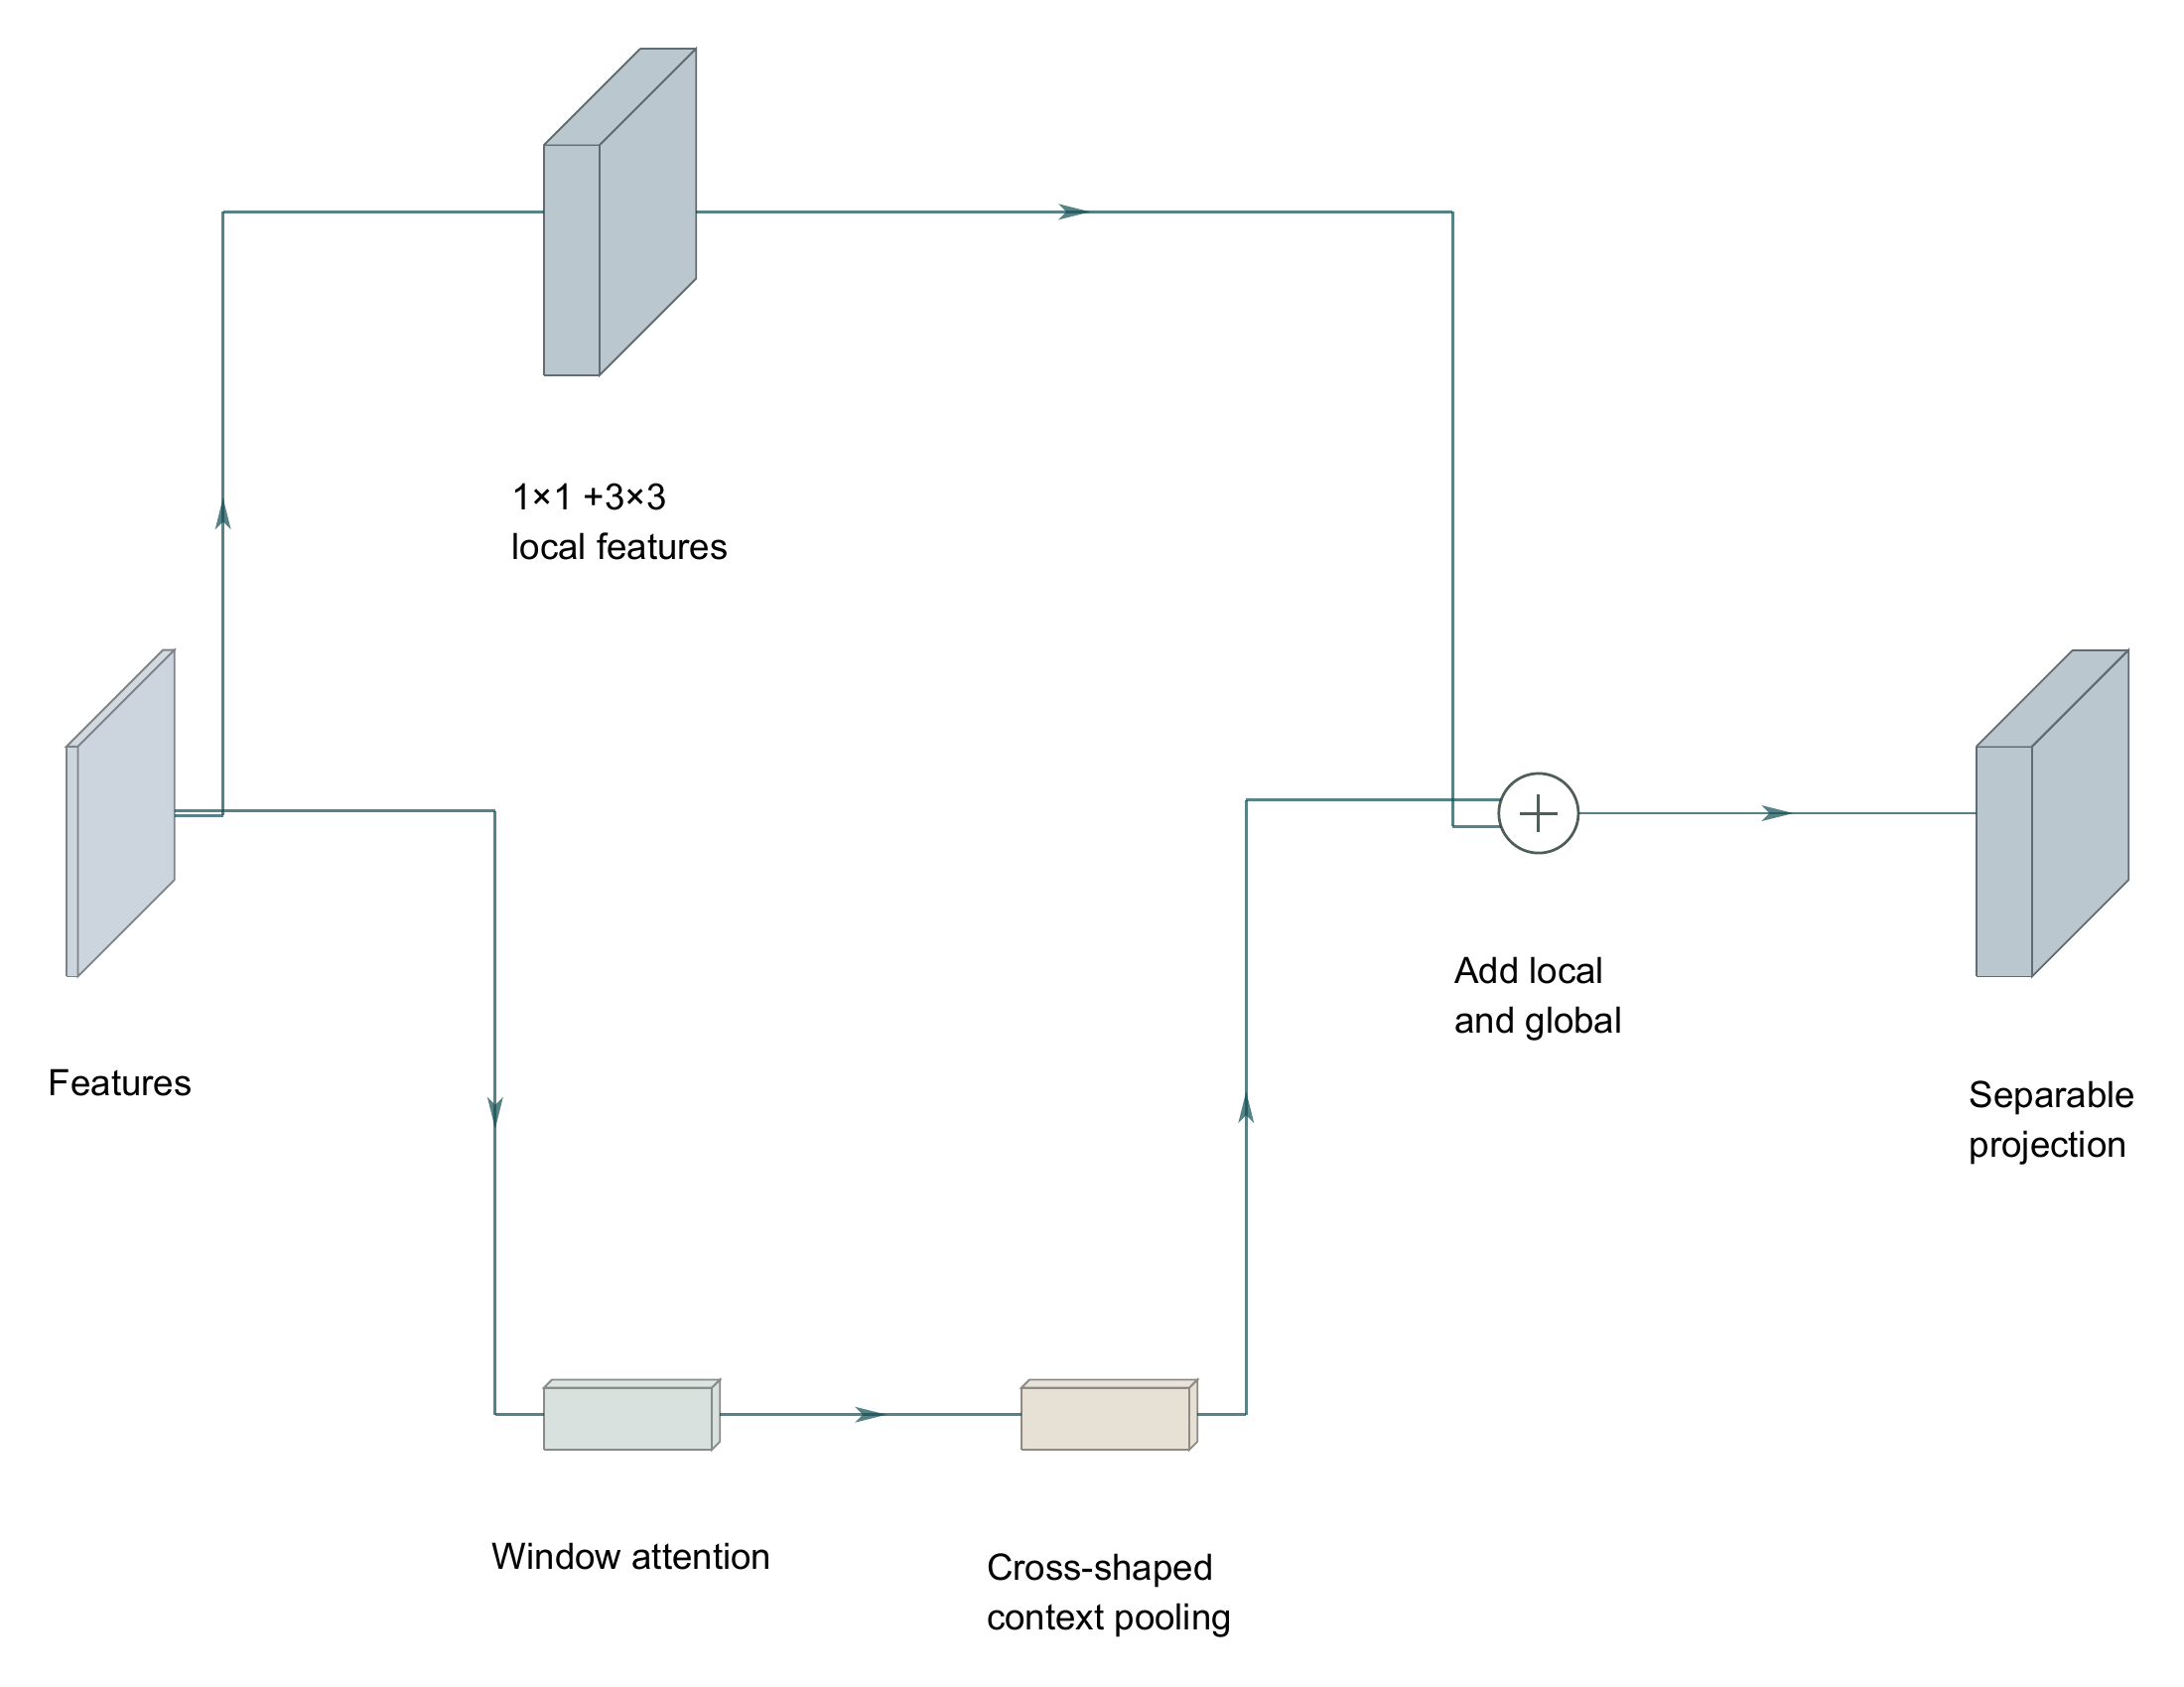 1×1 +3×3
local features
Features
Add local
and global
Separable
projection
Window attention
Cross-shaped
context pooling